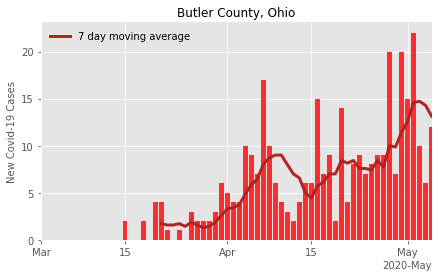 Butler County, Ohio
7 day moving average
New Covid-19 Cases
20
15
10
5
0
Mar
15
Apr
15
May
2020-May